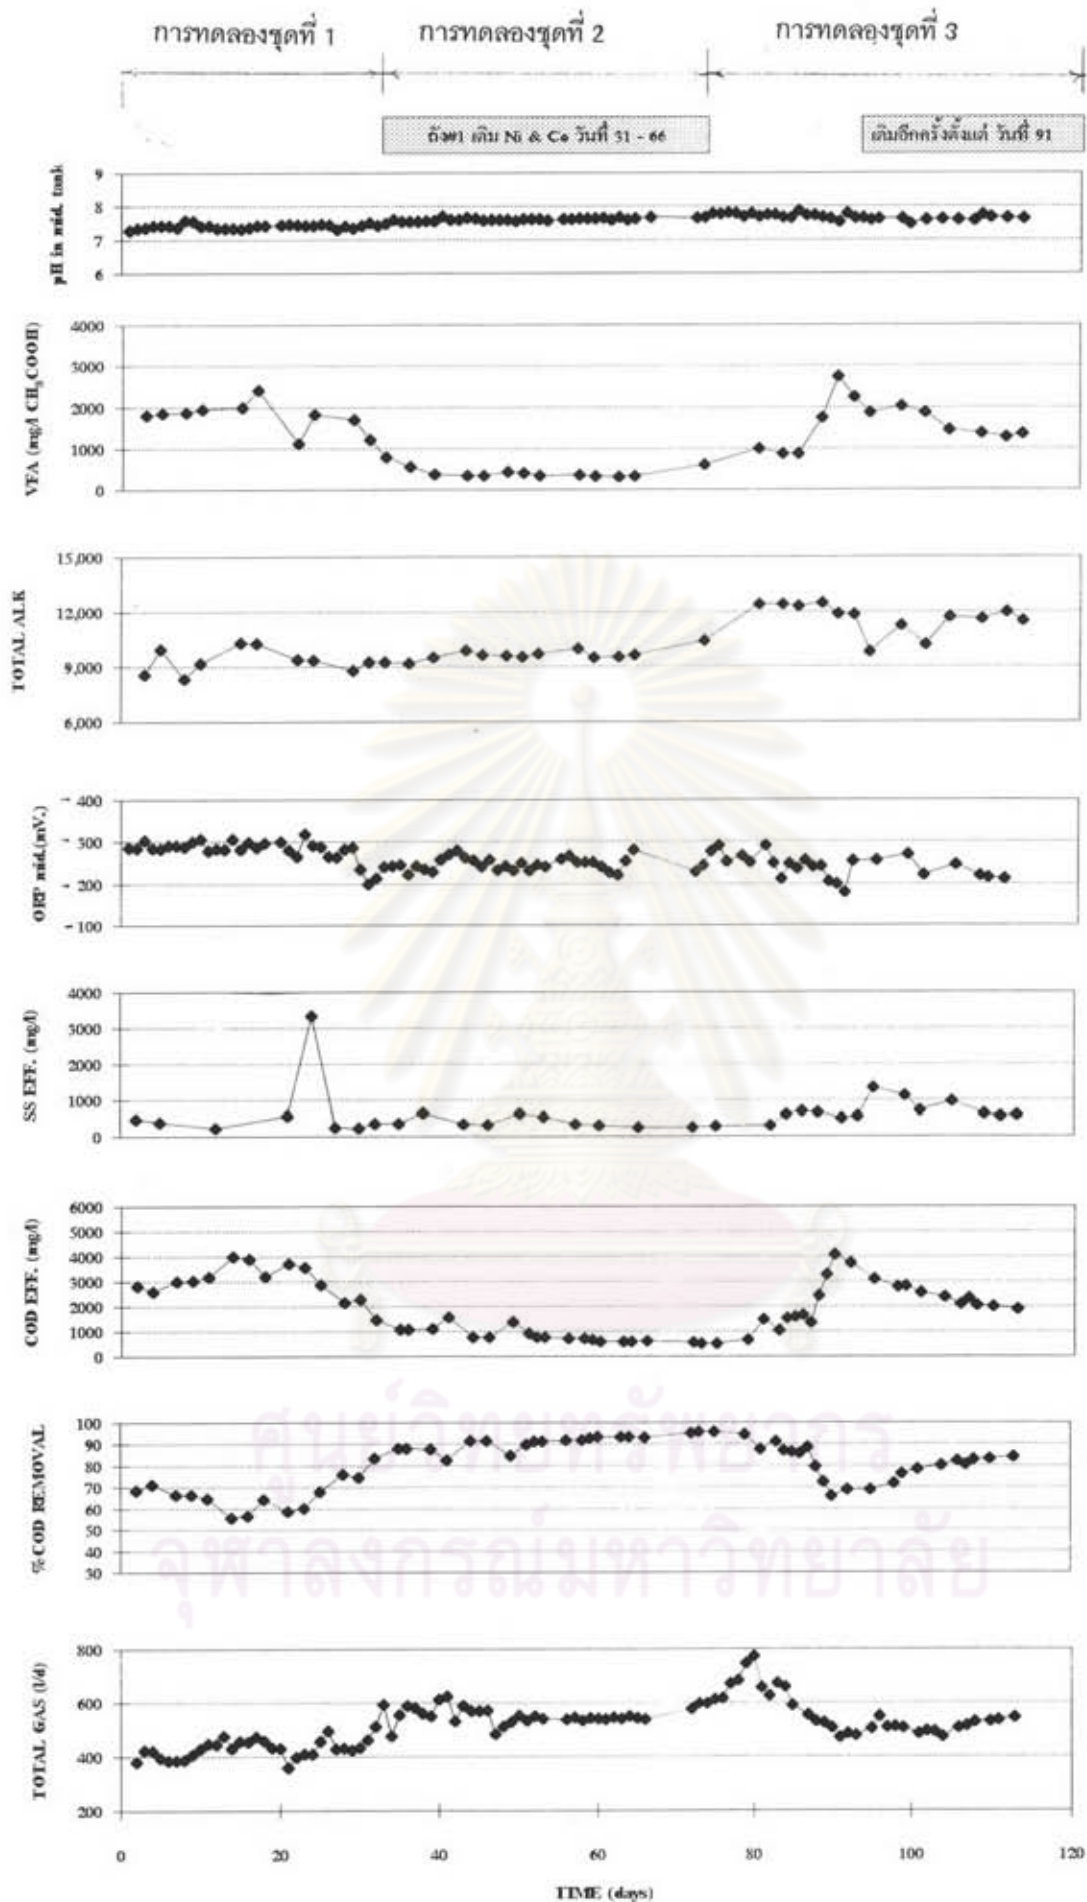 การทดลองชุดที่ 1
การทดลองชุดที่ 2
การทดลองชุดที่ 3
ถัง#1 เติม Ni & Co วันที่ 31 - 66
เติมอีกครั้งตั้งแต่ วันที่ 91
pH in mid. tank
9
8
7
6
VFA (mg/l CH₃COOH)
4000
3000
2000
1000
0
TOTAL ALK
15,000
12,000
9,000
6,000
ORP mid.(mV.)
- 400
- 300
- 200
- 100
SS EFF. (mg/l)
4000
3000
2000
1000
0
COD EFF. (mg/l)
6000
5000
4000
3000
2000
1000
0
%COD REMOVAL
100
90
80
70
60
50
40
30
ศูนย์วิทยทรัพยากร
จุฬาลงกรณ์มหาวิทยาลัย
TOTAL GAS (l/d)
800
600
400
200
0 20 40 60 80 100 120
TIME (days)